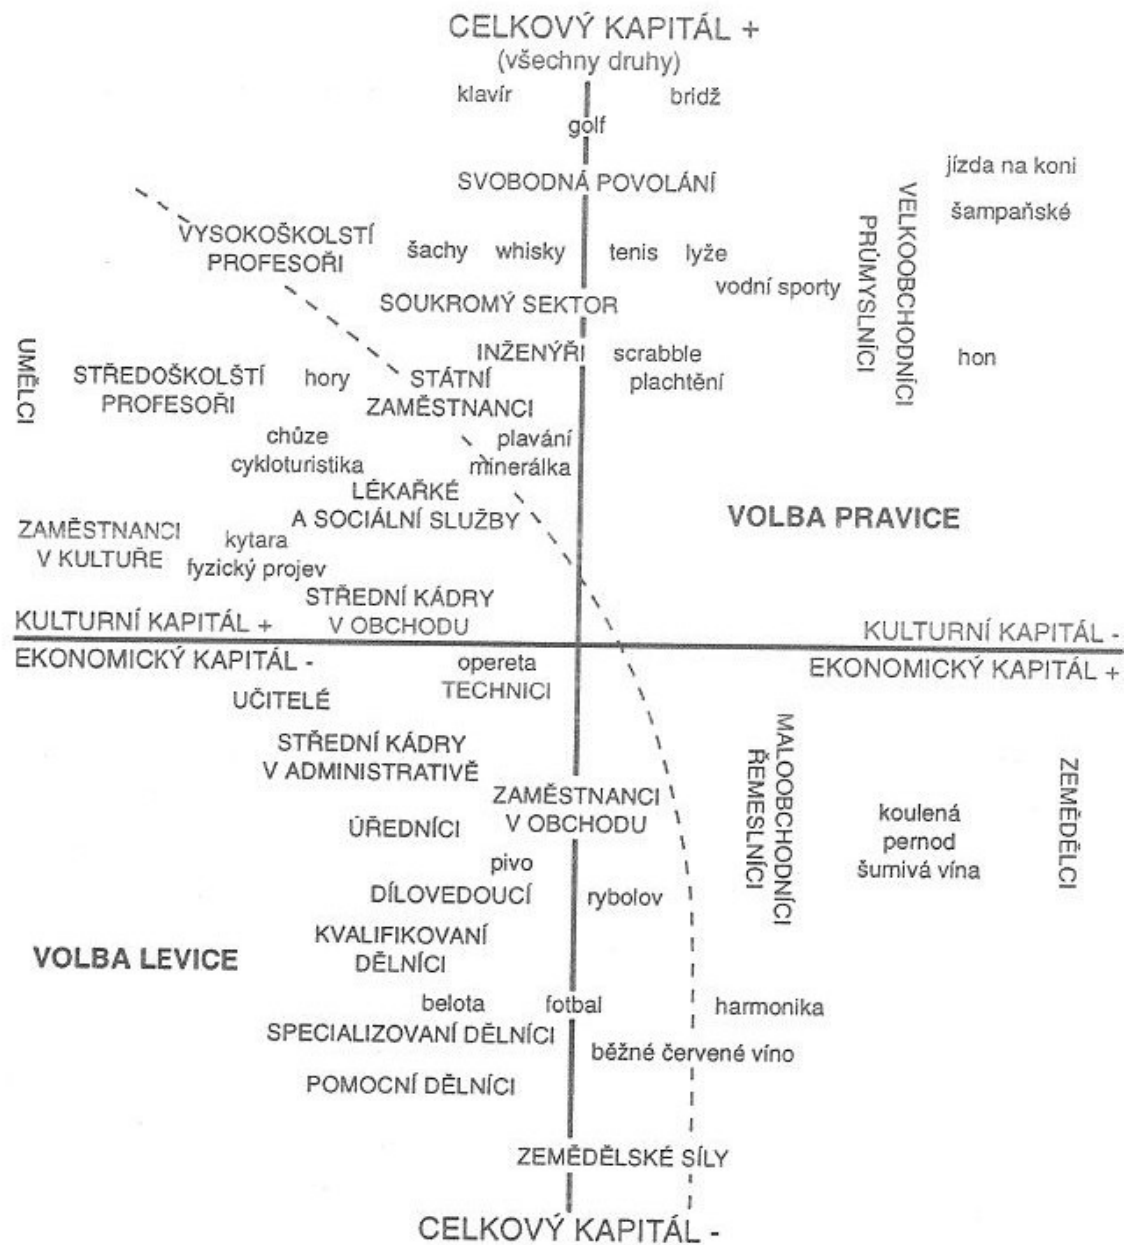 CELKOVÝ KAPITÁL +
(všechny druhy)
klavír
bridž
golf
jízda na koni
SVOBODNÁ POVOLÁNÍ
šampaňské
VELKOOBCHODNÍCI
PRŮMYSLNÍCI
VYSOKOŠKOLSTÍ
PROFESOŘI
šachy
whisky
tenis
lyže
vodní sporty
SOUKROMÝ SEKTOR
UMĚLCI
INŽENÝŘI
scrabble
plachtění
hon
STŘEDOŠKOLŠTÍ
PROFESOŘI
hory
STÁTNÍ
ZAMĚSTNANCI
chůze
cykloturistika
plavání
minerálka
LÉKAŘKÉ
A SOCIÁLNÍ SLUŽBY
VOLBA PRAVICE
ZAMĚSTNANCI
V KULTUŘE
kytara
fyzický projev
STŘEDNÍ KÁDRY
V OBCHODU
KULTURNÍ KAPITÁL +
KULTURNÍ KAPITÁL -
EKONOMICKÝ KAPITÁL -
EKONOMICKÝ KAPITÁL +
opereta
TECHNICI
UČITELÉ
STŘEDNÍ KÁDRY
V ADMINISTRATIVĚ
MALOOBCHODNÍCI
ŘEMESLNÍCI
ZEMĚDĚLCI
ZAMĚSTNANCI
V OBCHODU
ÚŘEDNÍCI
koulená
pernod
šumivá vína
pivo
DÍLOVEDOUCÍ
rybolov
KVALIFIKOVANÍ
DĚLNÍCI
VOLBA LEVICE
belota
fotbal
harmonika
SPECIALIZOVANÍ DĚLNÍCI
běžné červené víno
POMOCNÍ DĚLNÍCI
ZEMĚDĚLSKÉ SÍLY
CELKOVÝ KAPITÁL -